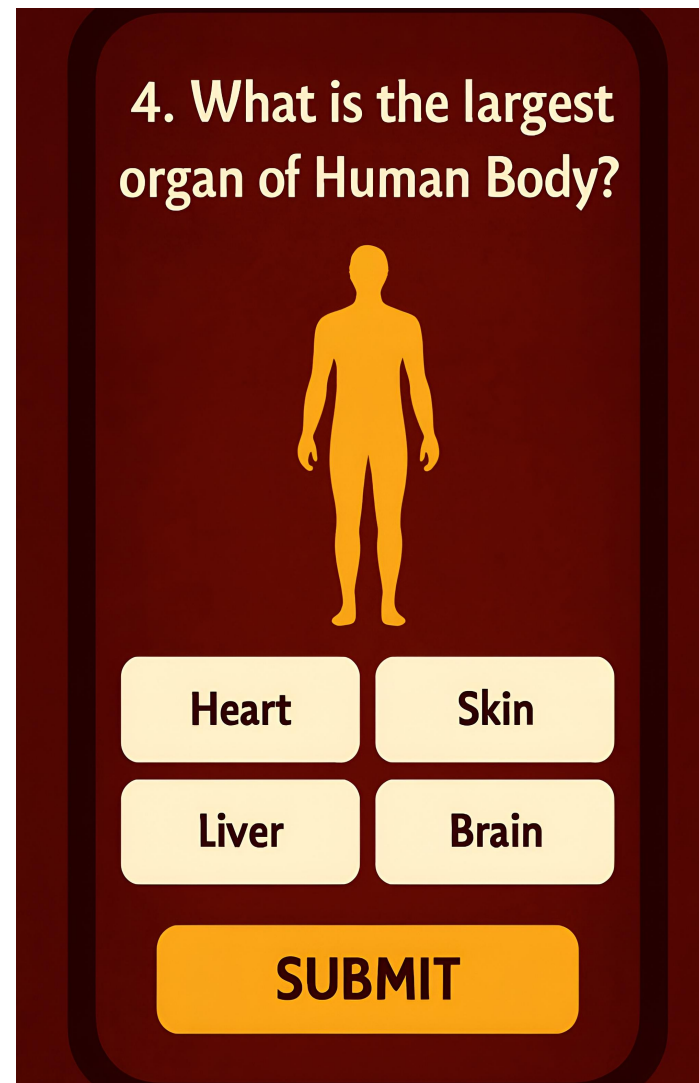 4. What is the largest
organ of Human Body?
Heart
Skin
Liver
Brain
SUBMIT